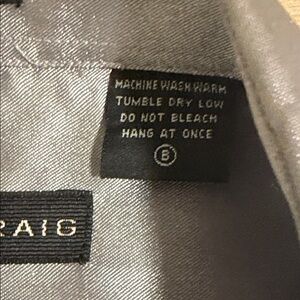 MACHINE WASH WARM
TUMBLE DRY LOW
DO NOT BLEACH
HANG AT ONCE
B
RAIG